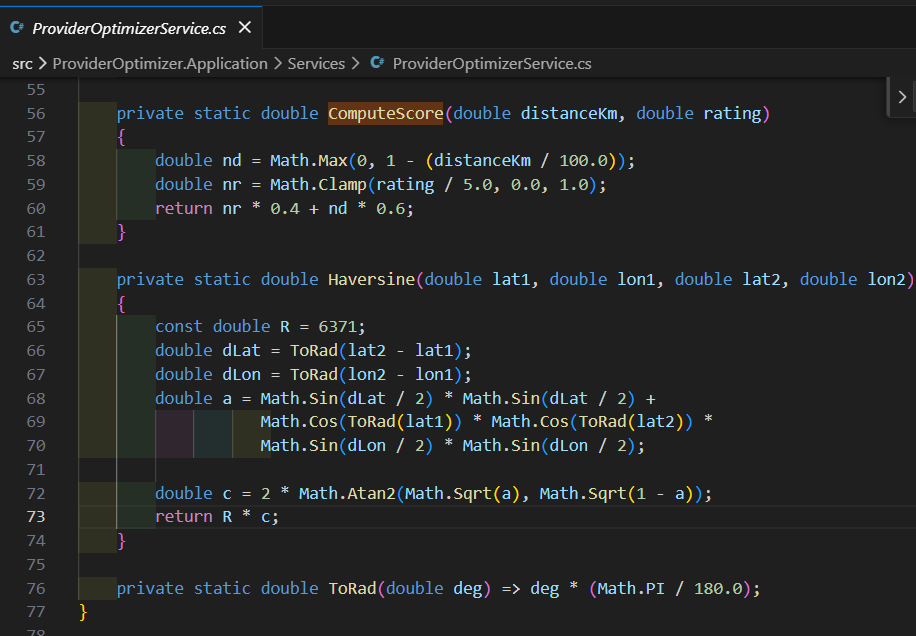 C# ProviderOptimizerService.cs ×
src > ProviderOptimizer.Application > Services > C# ProviderOptimizerService.cs
55
56 private static double ComputeScore(double distanceKm, double rating)
57 {
58 double nd = Math.Max(0, 1 - (distanceKm / 100.0));
59 double nr = Math.Clamp(rating / 5.0, 0.0, 1.0);
60 return nr * 0.4 + nd * 0.6;
61 }
62
63 private static double Haversine(double lat1, double lon1, double lat2, double lon2)
64 {
65 const double R = 6371;
66 double dLat = ToRad(lat2 - lat1);
67 double dLon = ToRad(lon2 - lon1);
68 double a = Math.Sin(dLat / 2) * Math.Sin(dLat / 2) +
69 Math.Cos(ToRad(lat1)) * Math.Cos(ToRad(lat2)) *
70 Math.Sin(dLon / 2) * Math.Sin(dLon / 2);
71
72 double c = 2 * Math.Atan2(Math.Sqrt(a), Math.Sqrt(1 - a));
73 return R * c;
74 }
75
76 private static double ToRad(double deg) => deg * (Math.PI / 180.0);
77 }
78